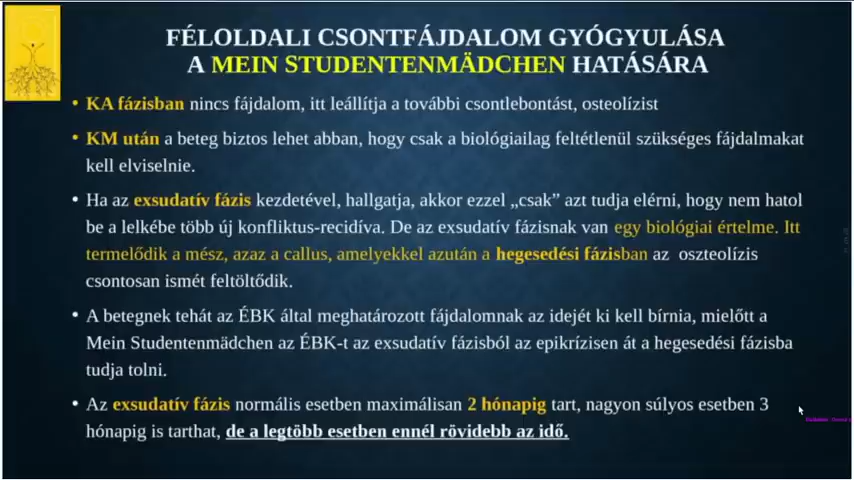 FÉLOLDALI CSONTFÁJDALOM GYÓGYULÁSA
A MEIN STUDENTENMÄDCHEN HATÁSÁRA
• KA fázisban nincs fájdalom, itt leállítja a további csontlebontást, osteolízist
• KM után a beteg biztos lehet abban, hogy csak a biológiailag feltétlenül szükséges fájdalmakat
kell elviselnie.
• Ha az exsudatív fázis kezdetével, hallgatja, akkor ezzel „csak” azt tudja elérni, hogy nem hatol
be a lelkébe több új konfliktus-recidíva. De az exsudatív fázisnak van egy biológiai értelme. Itt
termelődik a mész, azaz a callus, amelyekkel azután a hegesedési fázisban az oszteolízis
csontosan ismét feltöltődik.
• A betegnek tehát az ÉBK által meghatározott fájdalomnak az idejét ki kell bírnia, mielőtt a
Mein Studentenmädchen az ÉBK-t az exsudatív fázisból az epikrízisen át a hegesedési fázisba
tudja tolni.
• Az exsudatív fázis normális esetben maximálisan 2 hónapig tart, nagyon súlyos esetben 3
hónapig is tarthat, de a legtöbb esetben ennél rövidebb az idő.